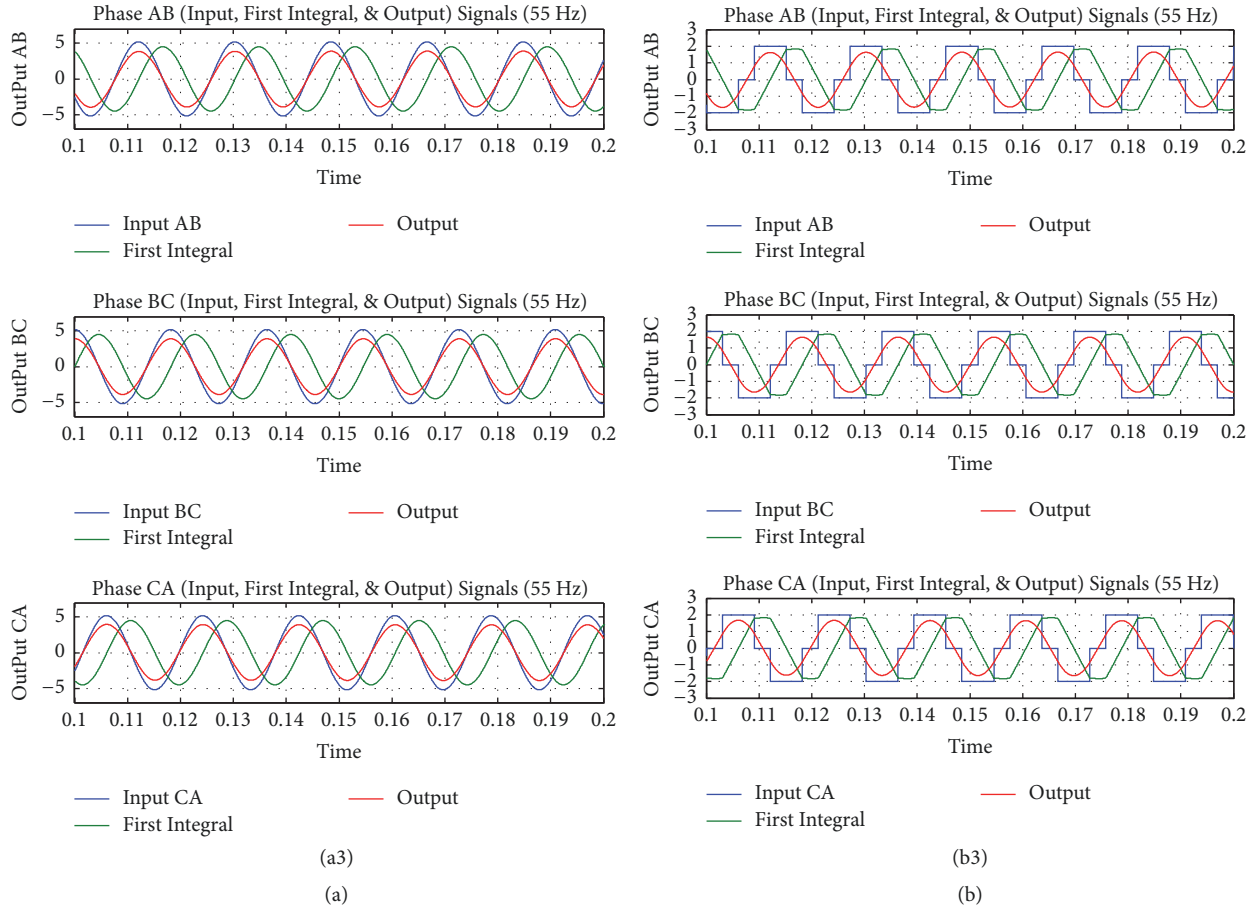 Phase AB (Input, First Integral, & Output) Signals (55 Hz)
OutPut AB
5
0
−5
0.1 0.11 0.12 0.13 0.14 0.15 0.16 0.17 0.18 0.19 0.2
Time
Input AB
First Integral
Output
Phase BC (Input, First Integral, & Output) Signals (55 Hz)
OutPut BC
5
0
−5
0.1 0.11 0.12 0.13 0.14 0.15 0.16 0.17 0.18 0.19 0.2
Time
Input BC
First Integral
Output
Phase CA (Input, First Integral, & Output) Signals (55 Hz)
OutPut CA
5
0
−5
0.1 0.11 0.12 0.13 0.14 0.15 0.16 0.17 0.18 0.19 0.2
Time
Input CA
First Integral
Output
(a3)
(a)
Phase AB (Input, First Integral, & Output) Signals (55 Hz)
OutPut AB
3
2
1
0
−1
−2
−3
0.1 0.11 0.12 0.13 0.14 0.15 0.16 0.17 0.18 0.19 0.2
Time
Input AB
First Integral
Output
Phase BC (Input, First Integral, & Output) Signals (55 Hz)
OutPut BC
3
2
1
0
−1
−2
−3
0.1 0.11 0.12 0.13 0.14 0.15 0.16 0.17 0.18 0.19 0.2
Time
Input BC
First Integral
Output
Phase CA (Input, First Integral, & Output) Signals (55 Hz)
OutPut CA
3
2
1
0
−1
−2
−3
0.1 0.11 0.12 0.13 0.14 0.15 0.16 0.17 0.18 0.19 0.2
Time
Input CA
First Integral
Output
(b3)
(b)